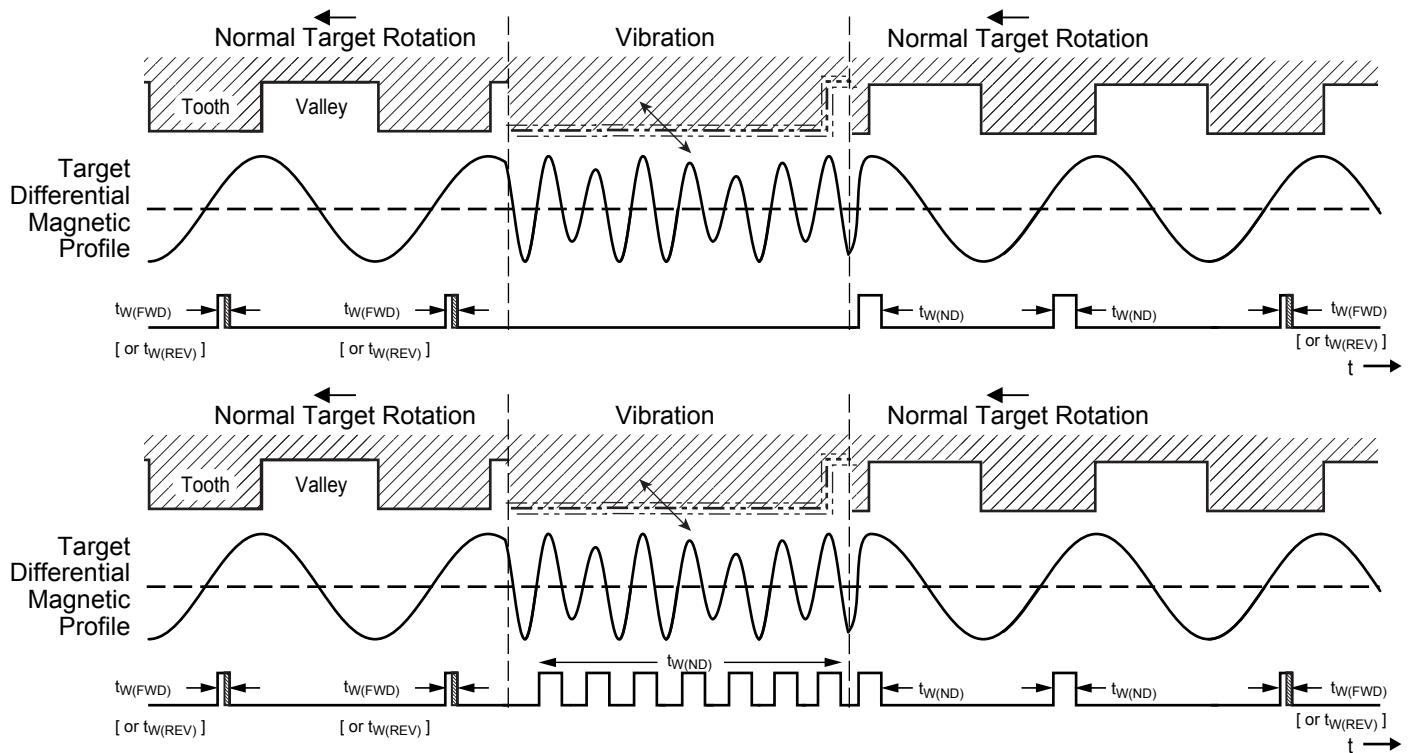 Normal Target Rotation
Vibration
Normal Target Rotation
Tooth
Valley
Target
Differential
Magnetic
Profile
tW(FWD)
[ or tW(REV) ]
tW(FWD)
[ or tW(REV) ]
tW(ND)
tW(ND)
tW(FWD)
[ or tW(REV) ]
t
Normal Target Rotation
Vibration
Normal Target Rotation
Tooth
Valley
Target
Differential
Magnetic
Profile
tW(FWD)
[ or tW(REV) ]
tW(FWD)
[ or tW(REV) ]
tW(ND)
tW(ND)
tW(ND)
tW(FWD)
[ or tW(REV) ]
t